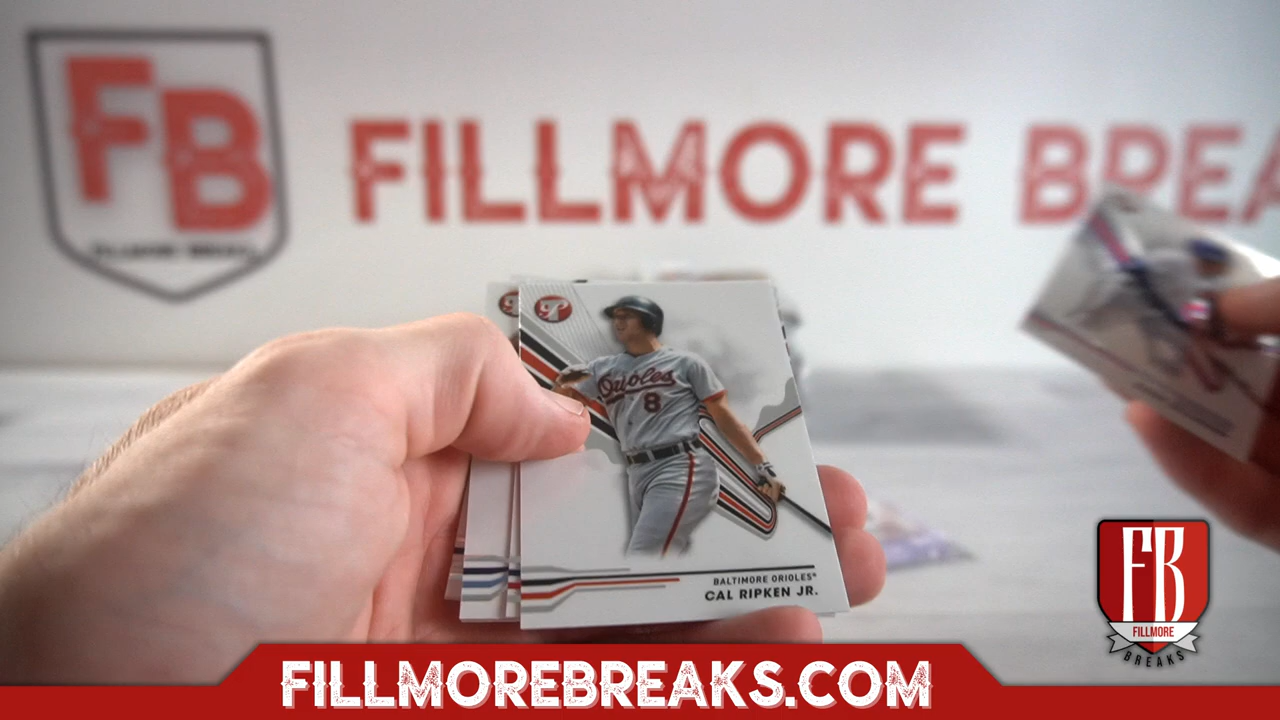 FB
FILLMORE BREA
Orioles
8
BALTIMORE ORIOLES
CAL RIPKEN JR.
FB
FILLMORE
BREAKS
FILLMOREBREAKS.COM